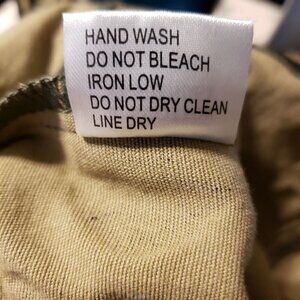 HAND WASH
DO NOT BLEACH
IRON LOW
DO NOT DRY CLEAN
LINE DRY